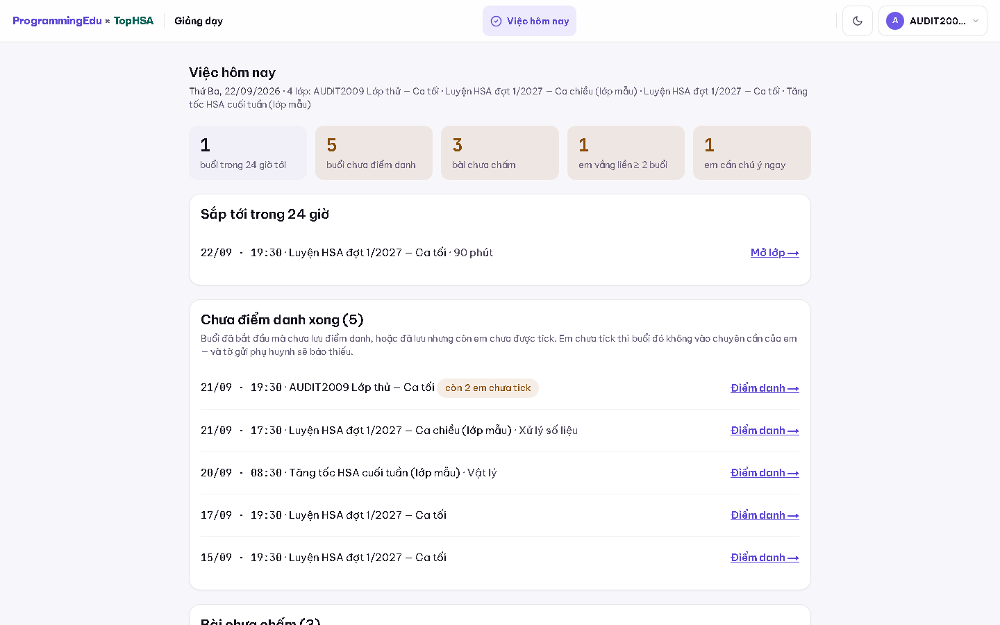 ProgrammingEdu × TopHSA
Giảng dạy
Việc hôm nay
A
AUDIT200...
Việc hôm nay
Thứ Ba, 22/09/2026 · 4 lớp: AUDIT2009 Lớp thử — Ca tối · Luyện HSA đợt 1/2027 — Ca chiều (lớp mẫu) · Luyện HSA đợt 1/2027 — Ca tối · Tăng
tốc HSA cuối tuần (lớp mẫu)
1
buổi trong 24 giờ tới
5
buổi chưa điểm danh
3
bài chưa chấm
1
em vắng liền ≥ 2 buổi
1
em cần chú ý ngay
Sắp tới trong 24 giờ
22/09 · 19:30 · Luyện HSA đợt 1/2027 — Ca tối · 90 phút
Mở lớp →
Chưa điểm danh xong (5)
Buổi đã bắt đầu mà chưa lưu điểm danh, hoặc đã lưu nhưng còn em chưa được tick. Em chưa tick thì buổi đó không vào chuyên cần của em
— và tờ gửi phụ huynh sẽ báo thiếu.
21/09 · 19:30 · AUDIT2009 Lớp thử — Ca tối còn 2 em chưa tick
Điểm danh →
21/09 · 17:30 · Luyện HSA đợt 1/2027 — Ca chiều (lớp mẫu) · Xử lý số liệu
Điểm danh →
20/09 · 08:30 · Tăng tốc HSA cuối tuần (lớp mẫu) · Vật lý
Điểm danh →
17/09 · 19:30 · Luyện HSA đợt 1/2027 — Ca tối
Điểm danh →
15/09 · 19:30 · Luyện HSA đợt 1/2027 — Ca tối
Điểm danh →
Bài chưa chấm (3)